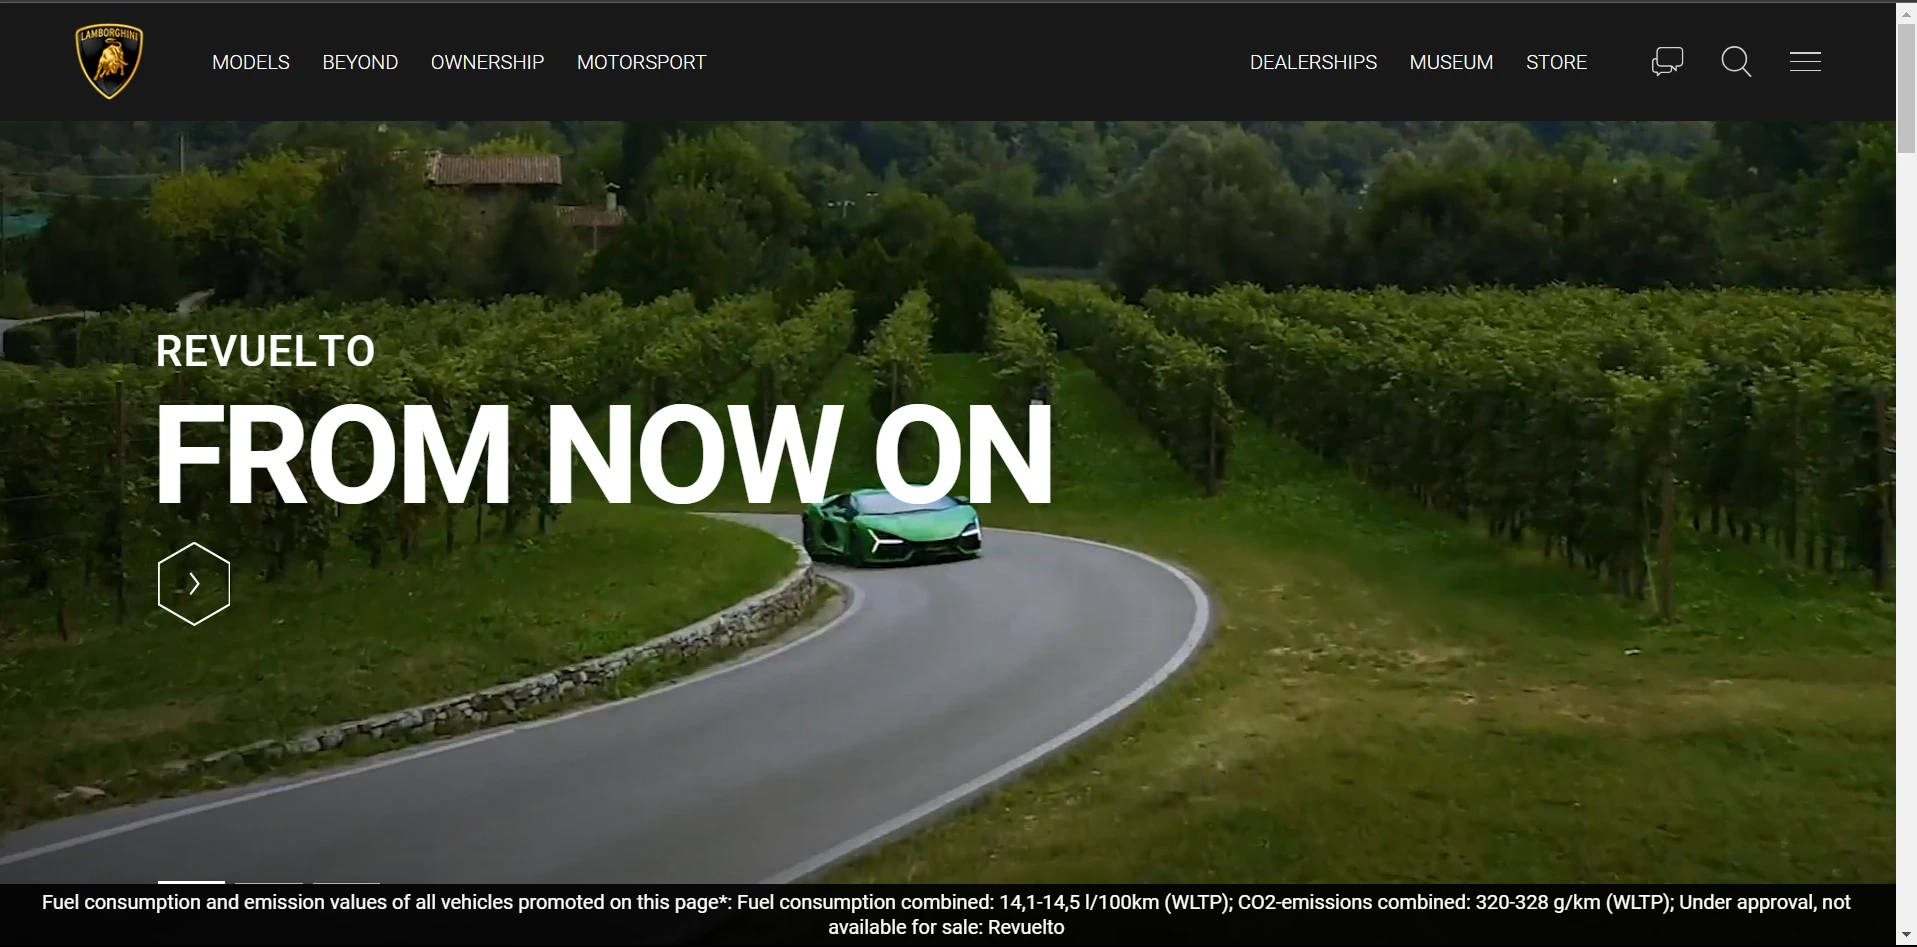 LAMBORGHINI
MODELS BEYOND OWNERSHIP MOTORSPORT DEALERSHIPS MUSEUM STORE
REVUELTO
FROM NOW ON
Fuel consumption and emission values of all vehicles promoted on this page*: Fuel consumption combined: 14,1-14,5 l/100km (WLTP); CO2-emissions combined: 320-328 g/km (WLTP); Under approval, not
available for sale: Revuelto